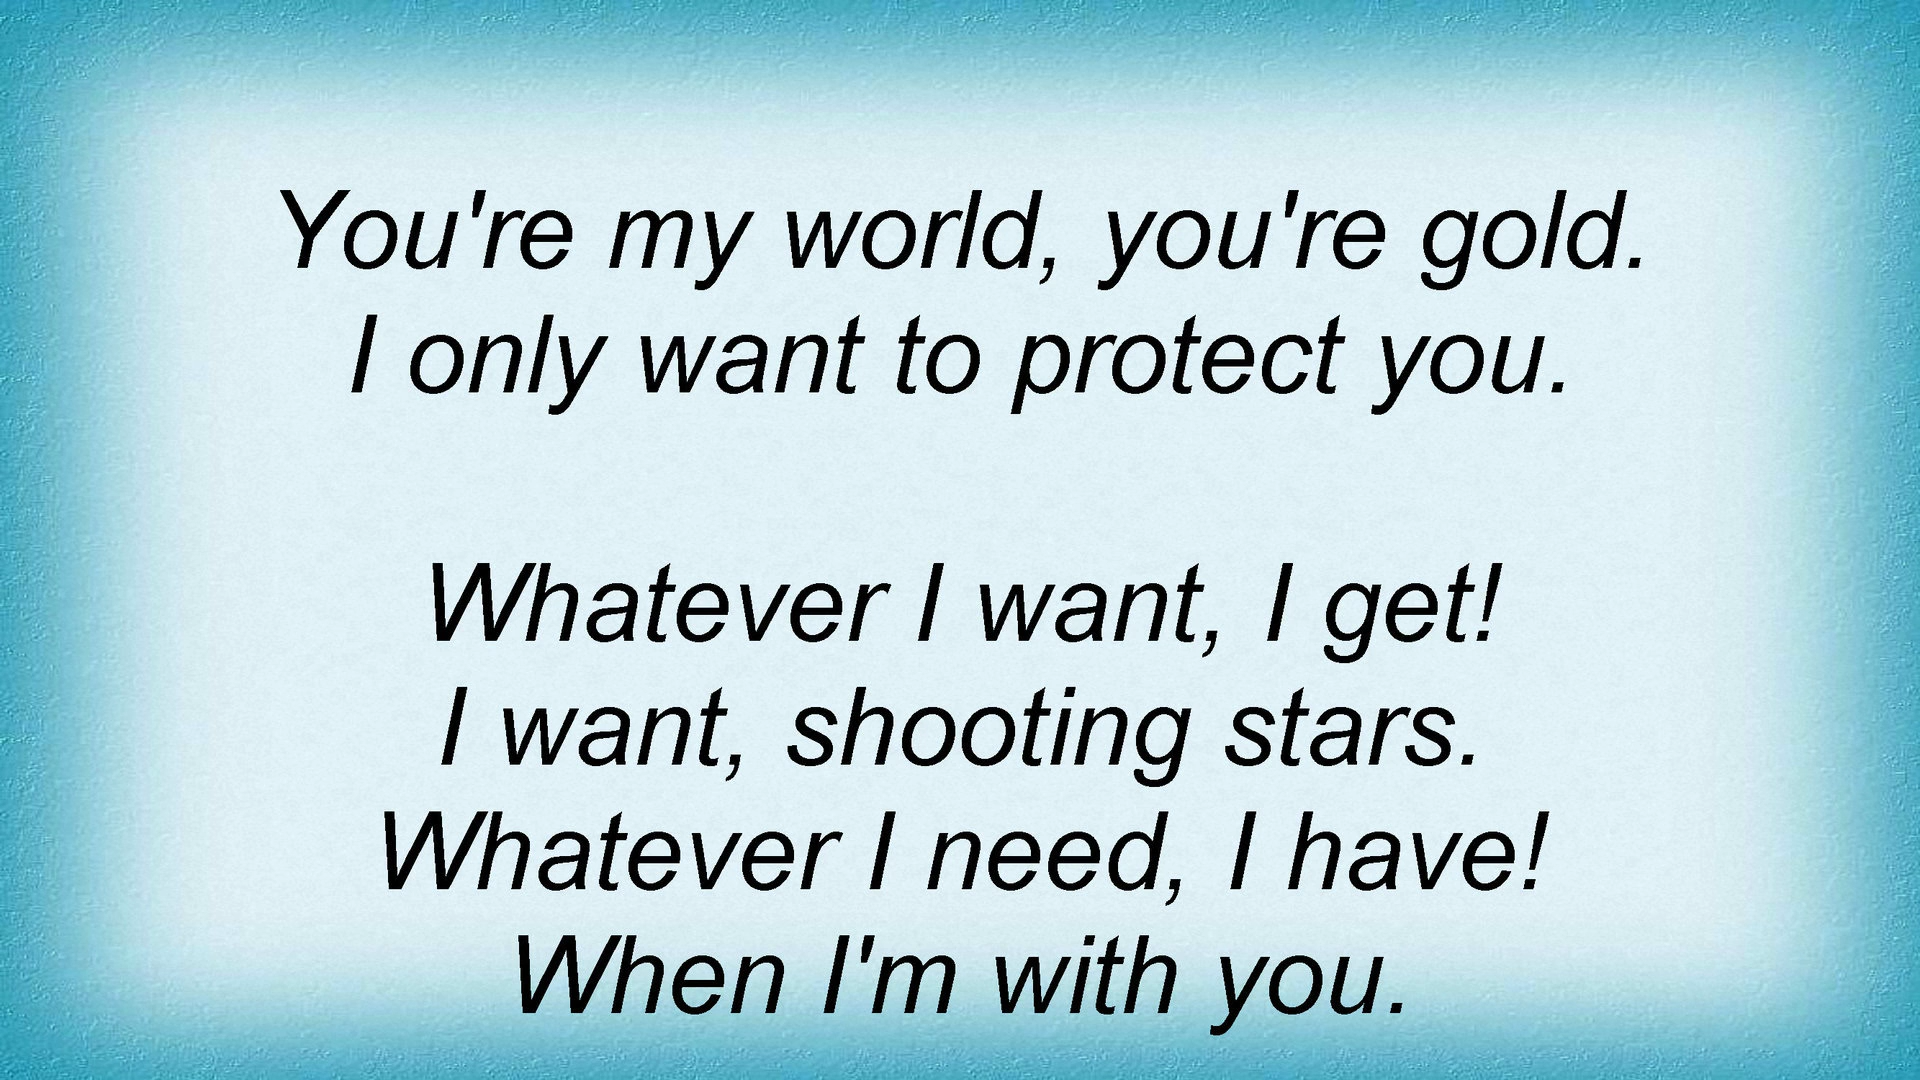 You're my world, you're gold.
I only want to protect you.
Whatever I want, I get!
I want, shooting stars.
Whatever I need, I have!
When I'm with you.